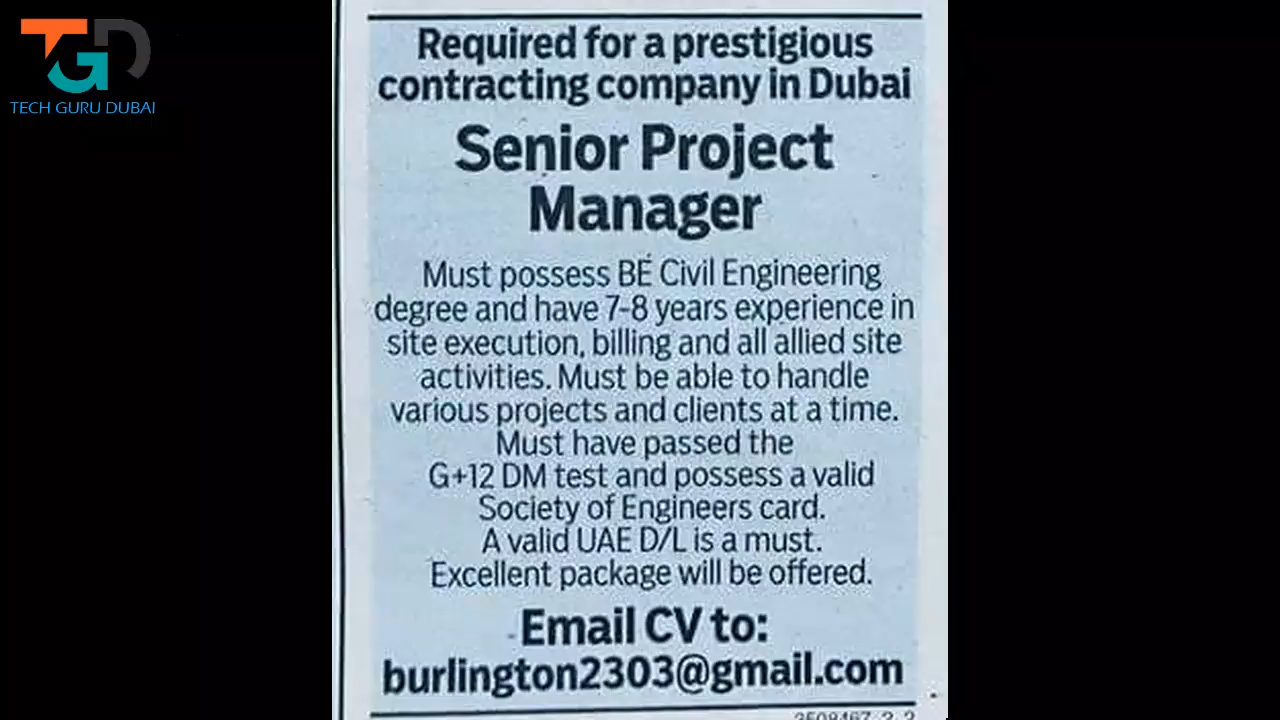 TGD
TECH GURU DUBAI
Required for a prestigious
contracting company in Dubai
Senior Project
Manager
Must possess BE Civil Engineering
degree and have 7-8 years experience in
site execution, billing and all allied site
activities. Must be able to handle
various projects and clients at a time.
Must have passed the
G+12 DM test and possess a valid
Society of Engineers card.
A valid UAE D/L is a must.
Excellent package will be offered.
Email CV to:
burlington2303@gmail.com